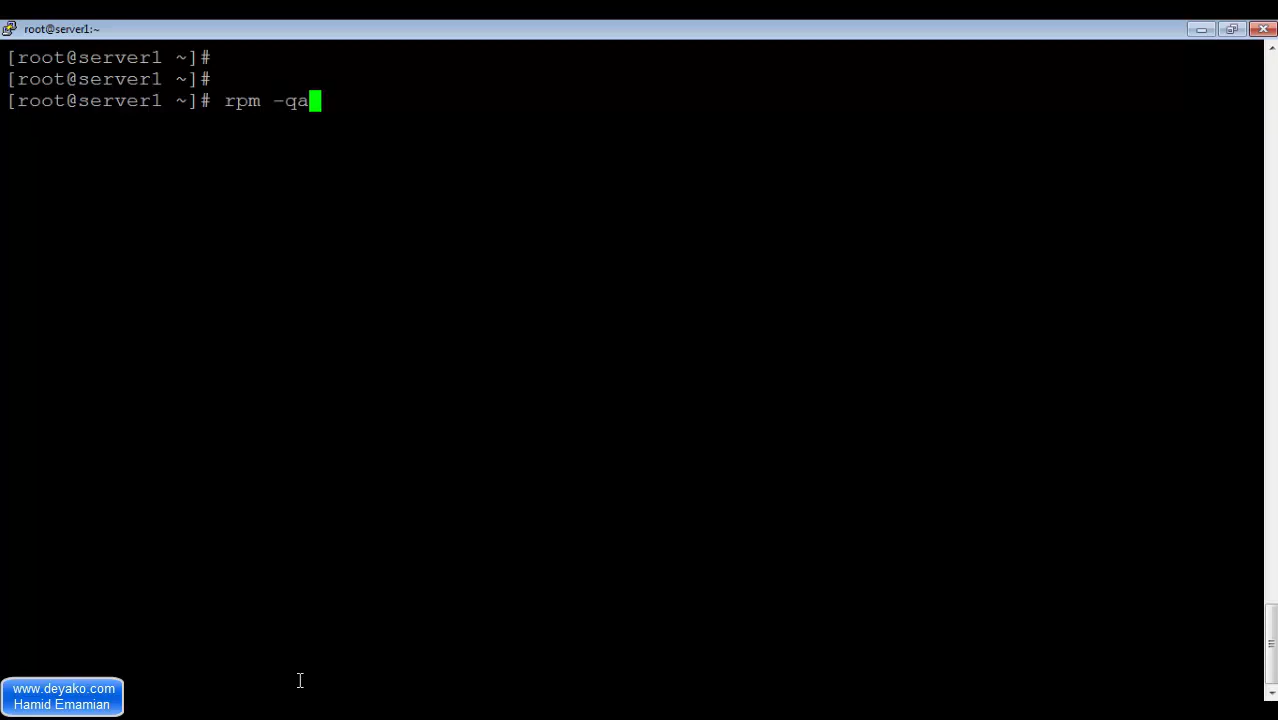 root@server1:~
[root@server1 ~]#
[root@server1 ~]#
[root@server1 ~]# rpm -qa
www.deyako.com
Hamid Emamian